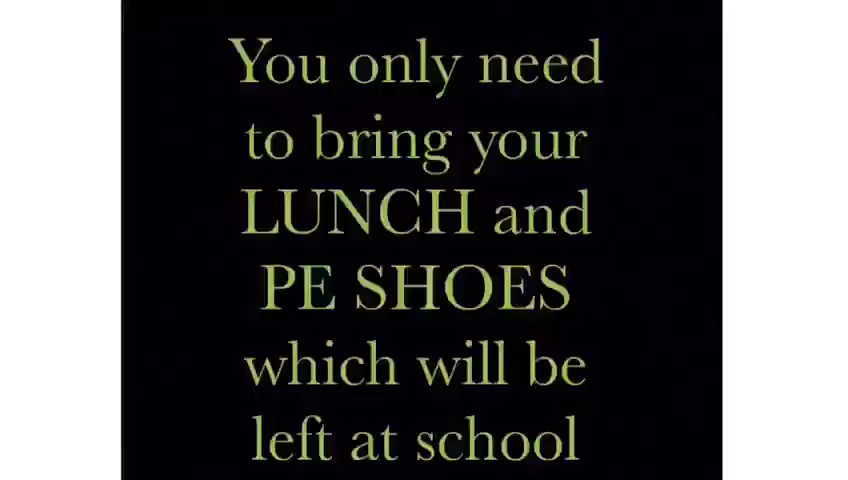 You only need
to bring your
LUNCH and
PE SHOES
which will be
left at school